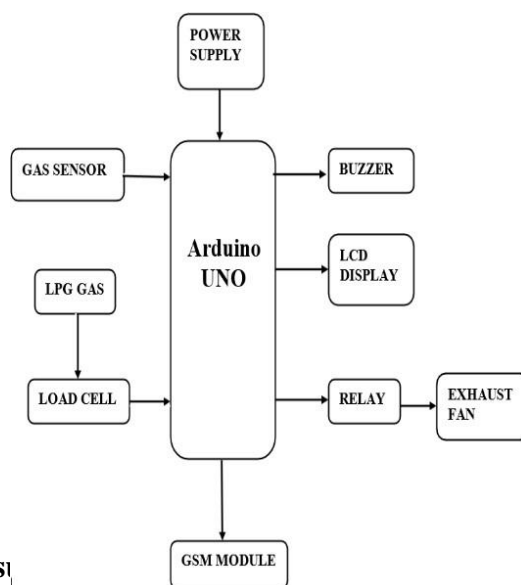 POWER
SUPPLY
GAS SENSOR
BUZZER
Arduino
UNO
LCD
DISPLAY
LPG GAS
LOAD CELL
RELAY
EXHAUST
FAN
GSM MODULE